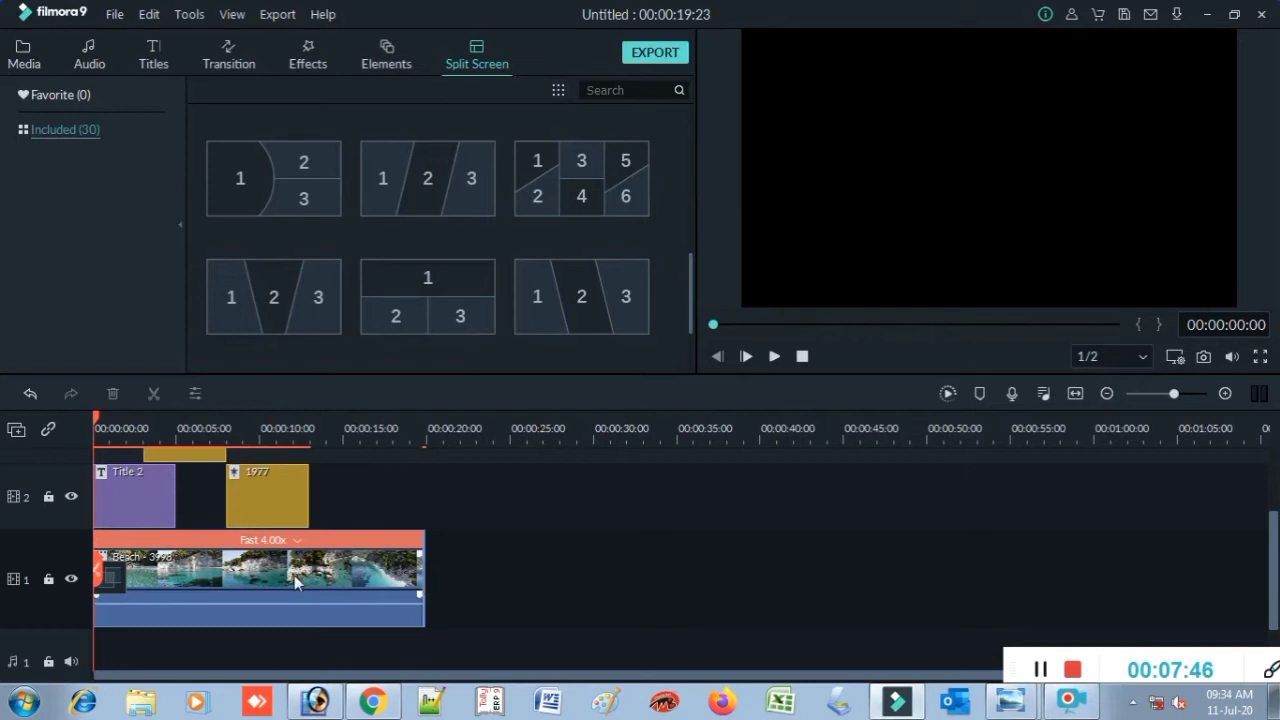 filmora9 File Edit Tools View Export Help Untitled : 00:00:19:23
Media Audio Titles Transition Effects Elements Split Screen EXPORT
Favorite (0) Search
Included (30)
1 2 3
1 2 3
1 3 5 2 4 6
1 2 3
1 2 3
1 2 3
00:00:00:00
1/2
00:00:00:00 00:00:05:00 00:00:10:00 00:00:15:00 00:00:20:00 00:00:25:00 00:00:30:00 00:00:35:00 00:00:40:00 00:00:45:00 00:00:50:00 00:00:55:00 00:01:00:00 00:01:05:00
2 T Title 2 1977
Fast 4.00x
Beach - 3998
1
1
00:07:46
09:34 AM
11-Jul-20